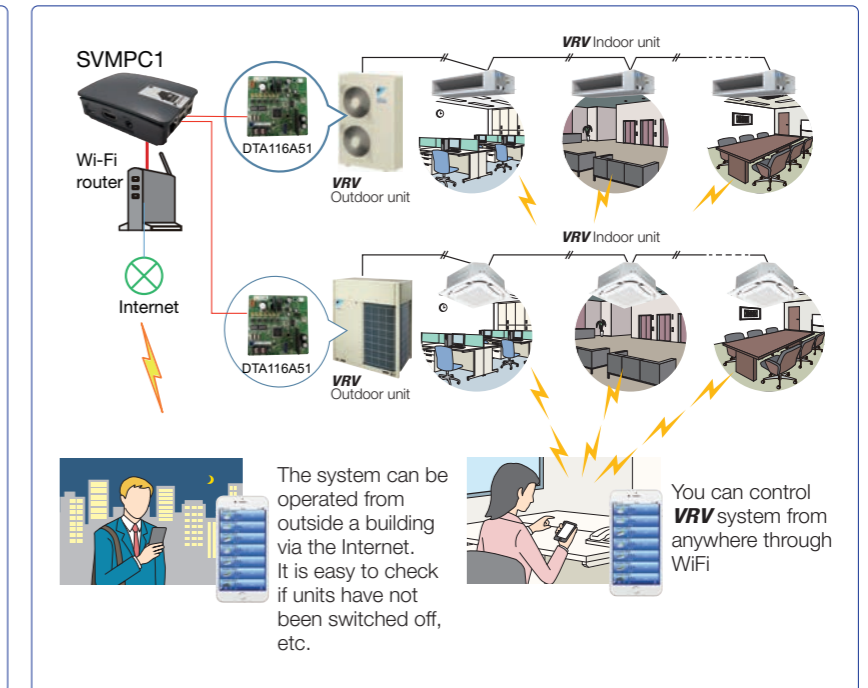 SVMPC1
VRV Indoor unit
DTA116A51
Wi-Fi
router
VRV
Outdoor unit
VRV Indoor unit
Internet
DTA116A51
VRV
Outdoor unit
The system can be
operated from
outside a building
via the Internet.
It is easy to check
if units have not
been switched off,
etc.
You can control
VRV system from
anywhere through
WiFi